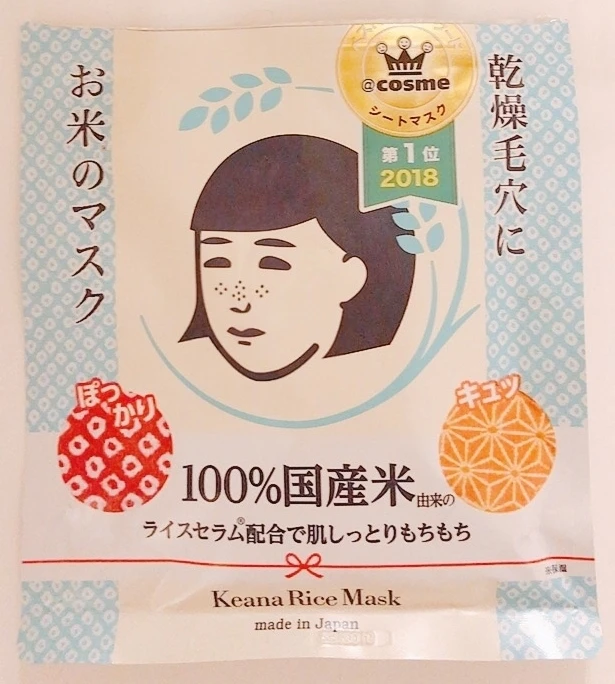 乾燥毛穴に
お米のマスク
@cosme
シートマスク
第1位
2018
ぽっかり
キュッ
100%国産米由来の
ライスセラム®配合で肌しっとりもちもち
Keana Rice Mask
made in Japan